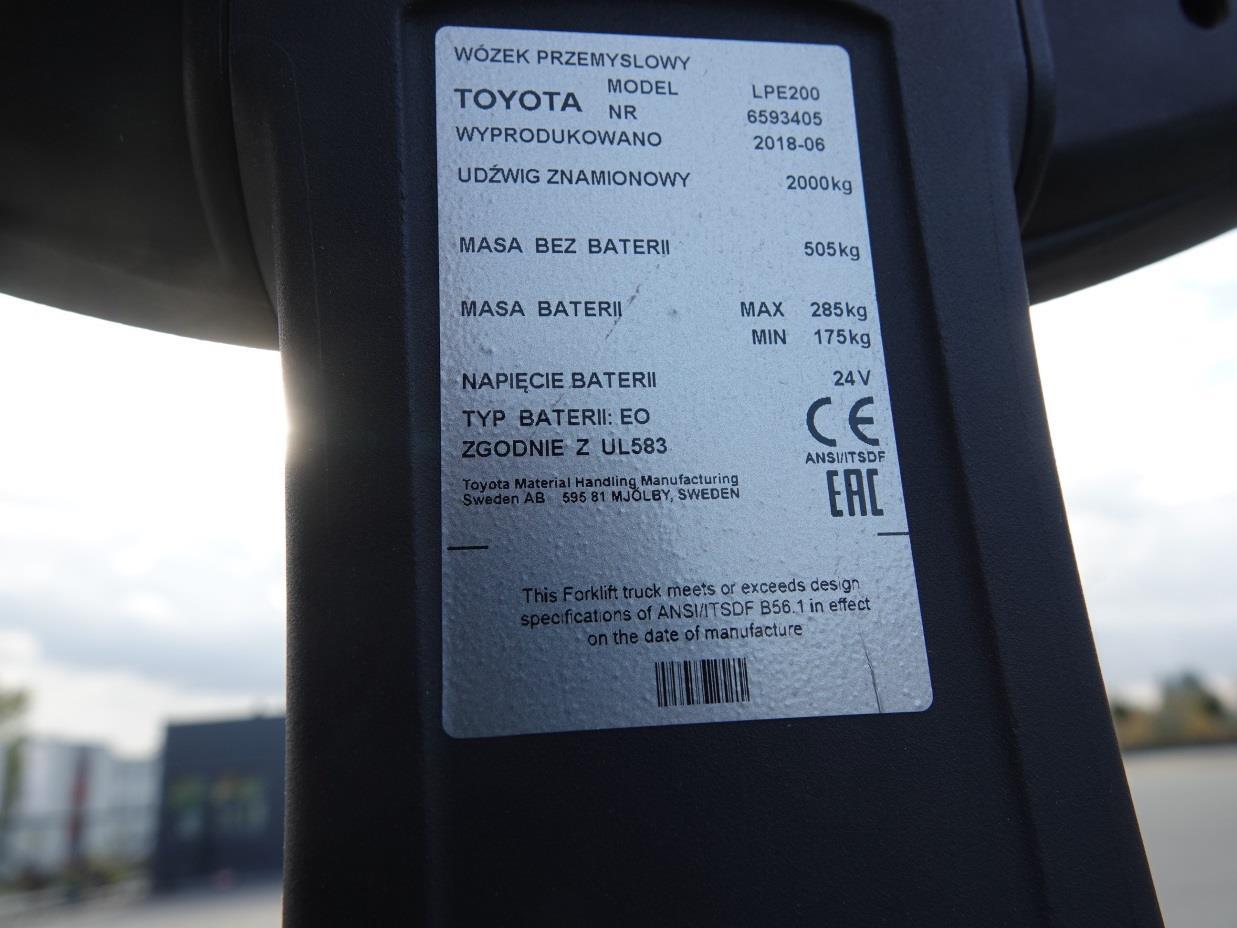 WÓZEK PRZEMYSLOWY
TOYOTA MODEL LPE200
NR 6593405
WYPRODUKOWANO 2018-06
UDŹWIG ZNAMIONOWY 2000kg
MASA BEZ BATERII 505kg
MASA BATERII MAX 285kg
MIN 175kg
NAPIĘCIE BATERII 24V
TYP BATERII: EO
ZGODNIE Z UL583
CE
ANSI/ITSDF
EAC
Toyota Material Handling Manufacturing
Sweden AB 595 81 MJÖLBY, SWEDEN
This Forklift truck meets or exceeds design
specifications of ANSI/ITSDF B56.1 in effect
on the date of manufacture